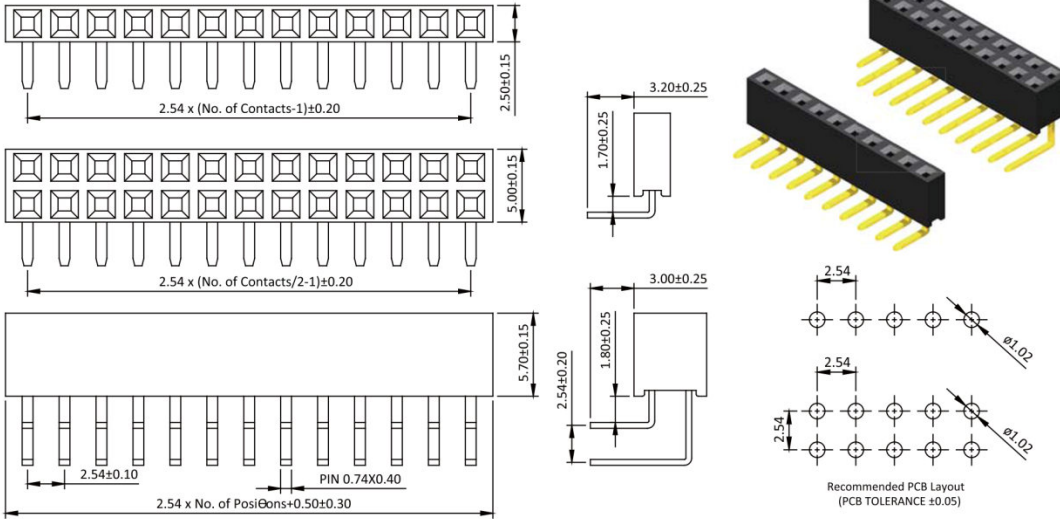 2.50±0.15
2.54 x (No. of Contacts-1)±0.20
5.00±0.15
2.54 x (No. of Contacts/2-1)±0.20
5.70±0.15
2.54±0.10
PIN 0.74X0.40
2.54 x No. of PosiƟons+0.50±0.30
3.20±0.25
1.70±0.25
3.00±0.25
1.80±0.25
2.54±0.20
2.54
ø1.02
2.54
2.54
ø1.02
Recommended PCB Layout
(PCB TOLERANCE ±0.05)